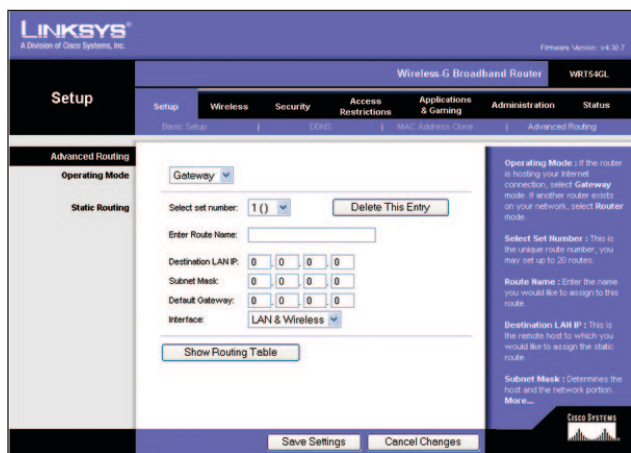 LINKSYS®
A Division of Cisco Systems, Inc.
Firmware Version: v4.30.7
Wireless-G Broadband Router WRT54GL
Setup
Setup Wireless Security Access Restrictions Applications & Gaming Administration Status
Basic Setup | DDNS | MAC Address Clone | Advanced Routing
Advanced Routing
Operating Mode
Gateway
Static Routing
Select set number: 1 () Delete This Entry
Enter Route Name:
Destination LAN IP: 0 . 0 . 0 . 0
Subnet Mask: 0 . 0 . 0 . 0
Default Gateway: 0 . 0 . 0 . 0
Interface: LAN & Wireless
Show Routing Table
Operating Mode : If the router
is hosting your Internet
connection, select Gateway
mode. If another router exists
on your network, select Router
mode.
Select Set Number : This is
the unique route number, you
may set up to 20 routes.
Route Name : Enter the name
you would like to assign to this
route.
Destination LAN IP : This is
the remote host to which you
would like to assign the static
route.
Subnet Mask : Determines the
host and the network portion.
More...
Save Settings Cancel Changes
CISCO SYSTEMS